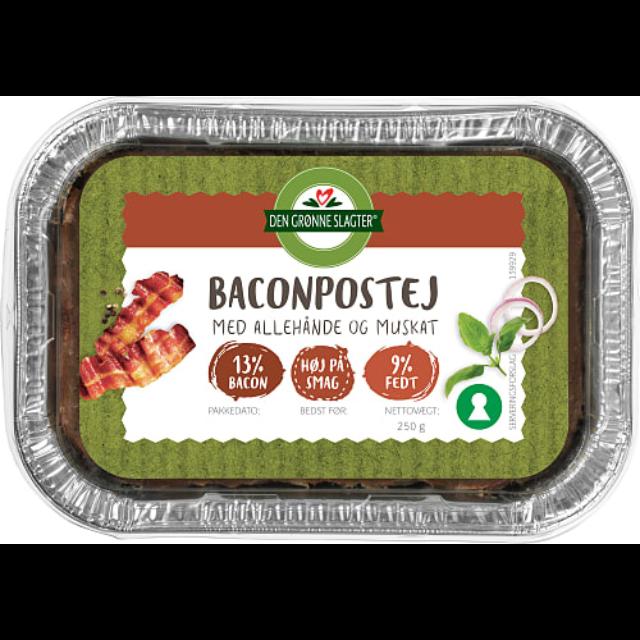 DEN GRØNNE SLAGTER®
BACONPOSTEJ
MED ALLEHÅNDE OG MUSKAT
13%
BACON
HØJ PÅ
SMAG
9%
FEDT
PAKKEDATO:
BEDST FØR:
NETTOVÆGT:
250 g
SERVERINGSFORSLAG
159929